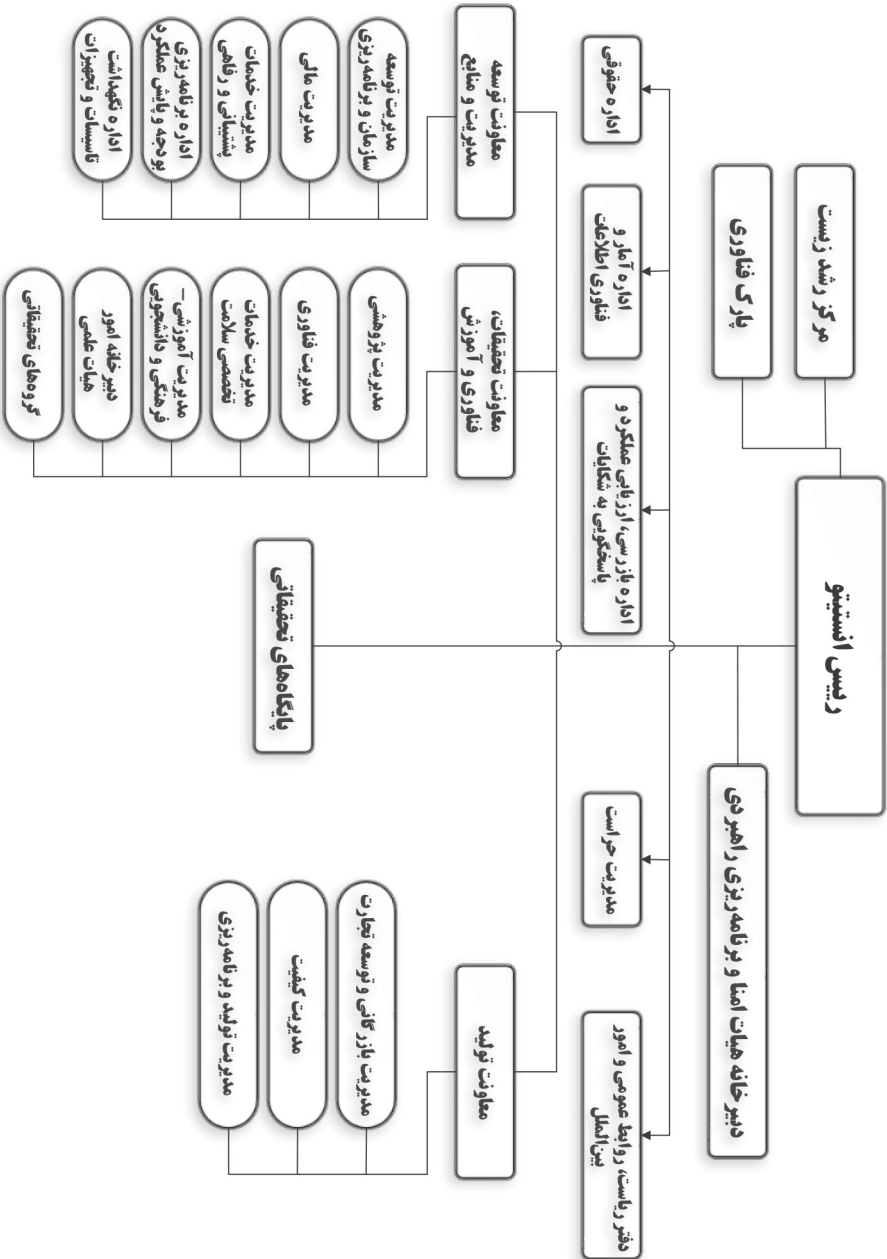 رییس انستیتو
مرکز رشد زیست
پارک فناوری
دبیرخانه هیات امنا و برنامه‌ریزی راهبردی
دفتر ریاست، روابط عمومی و امور
بین‌الملل
مدیریت حراست
اداره بازرسی، ارزیابی عملکرد و
پاسخگویی به شکایات
اداره آمار و
فناوری اطلاعات
اداره حقوقی
معاونت تولید
مدیریت بازرگانی و توسعه تجارت
مدیریت کیفیت
مدیریت تولید و برنامه‌ریزی
پایگاه‌های تحقیقاتی
معاونت تحقیقات،
فناوری و آموزش
مدیریت پژوهشی
مدیریت فناوری
مدیریت خدمات
تخصصی سلامت
مدیریت آموزشی –
فرهنگی و دانشجویی
دبیرخانه امور
هیات علمی
گروه‌های تحقیقاتی
معاونت توسعه
مدیریت و منابع
مدیریت توسعه
سازمان و برنامه‌ریزی
مدیریت مالی
مدیریت خدمات
پشتیبانی و رفاهی
اداره برنامه‌ریزی
بودجه و پایش عملکرد
اداره نگهداشت
تاسیسات و تجهیزات